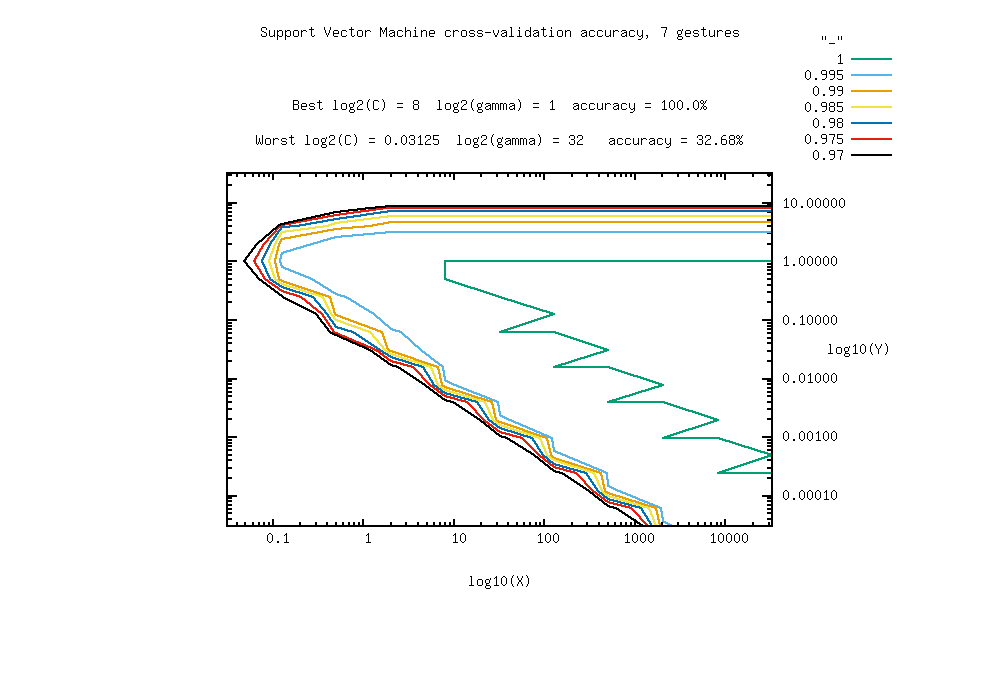 Support Vector Machine cross-validation accuracy, 7 gestures
"_"
1
0.995
0.99
0.985
0.98
0.975
0.97
Best log2(C) = 8  log2(gamma) = 1  accuracy = 100.0%
Worst log2(C) = 0.03125  log2(gamma) = 32   accuracy = 32.68%
10.00000
1.00000
0.10000
log10(Y)
0.01000
0.00100
0.00010
0.1 1 10 100 1000 10000
log10(X)